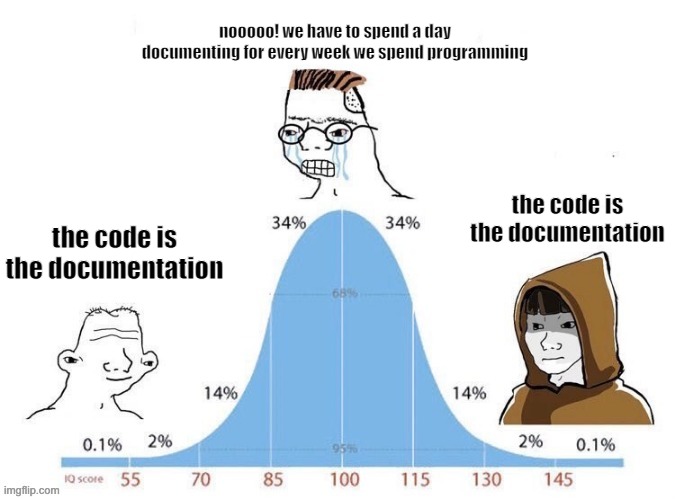 nooooo! we have to spend a day
documenting for every week we spend programming
the code is
the documentation
the code is
the documentation
34% 34%
68%
14% 14%
0.1% 2% 95% 2% 0.1%
IQ score 55 70 85 100 115 130 145
imgflip.com